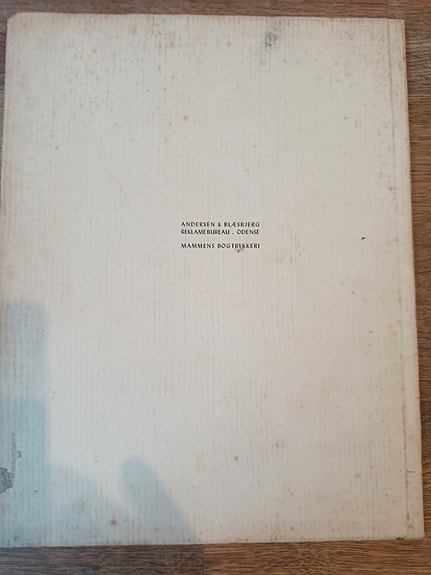 ANDERSEN & BLÆSBJERG
REKLAMEBUREAU . ODENSE
MAMMENS BOGTRYKKERI